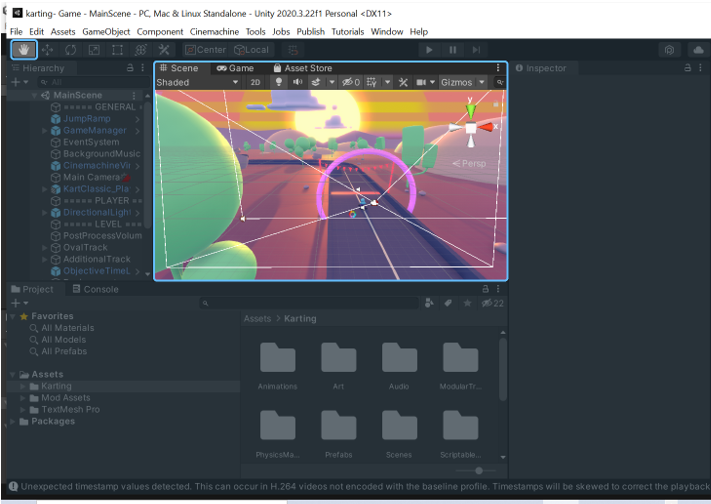 karting- Game - MainScene - PC, Mac & Linux Standalone - Unity 2020.3.22f1 Personal <DX11>
File Edit Assets GameObject Component Cinemachine Tools Jobs Publish Tutorials Window Help
Center Local
Hierarchy
Scene Game Asset Store
Inspector
All
Shaded 2D 0 Gizmos
MainScene
===== GENERAL =
JumpRamp
GameManager
EventSystem
BackgroundMusic
CinemachineVi
Main Camera
KartClassic_Pla
===== PLAYER ==
DirectionalLight
===== LEVEL ===
PostProcessVolum
OvalTrack
AdditionalTrack
ObjectiveTimeL
y
x
Persp
Project Console
22
Favorites
All Materials
All Models
All Prefabs
Assets
Karting
Mod Assets
TextMesh Pro
Packages
Assets > Karting
Animations Art Audio ModularTr...
PhysicsMa... Prefabs Scenes Scriptable...
Unexpected timestamp values detected. This can occur in H.264 videos not encoded with the baseline profile. Timestamps will be skewed to correct the playback